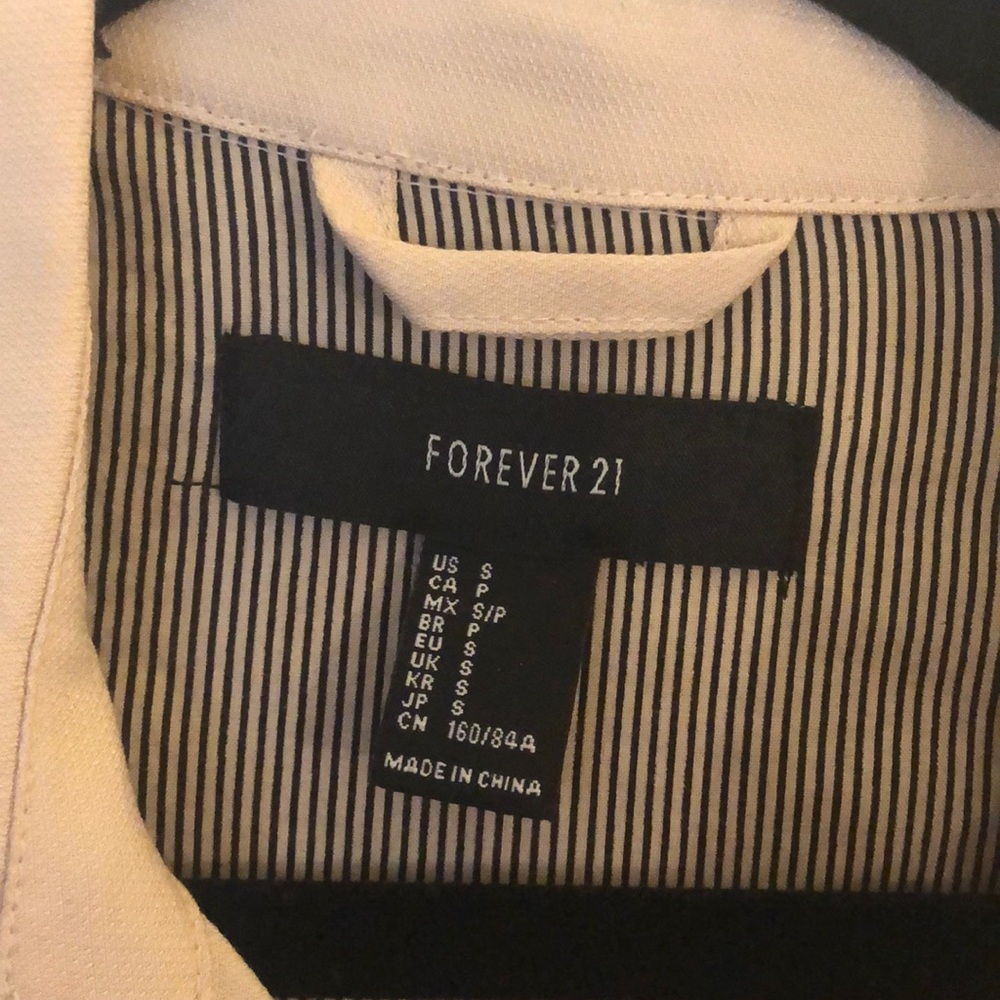 FOREVER 21
US S
CA P
MX S/P
BR P
EU S
UK S
KR S
JP S
CN 160/84A
MADE IN CHINA